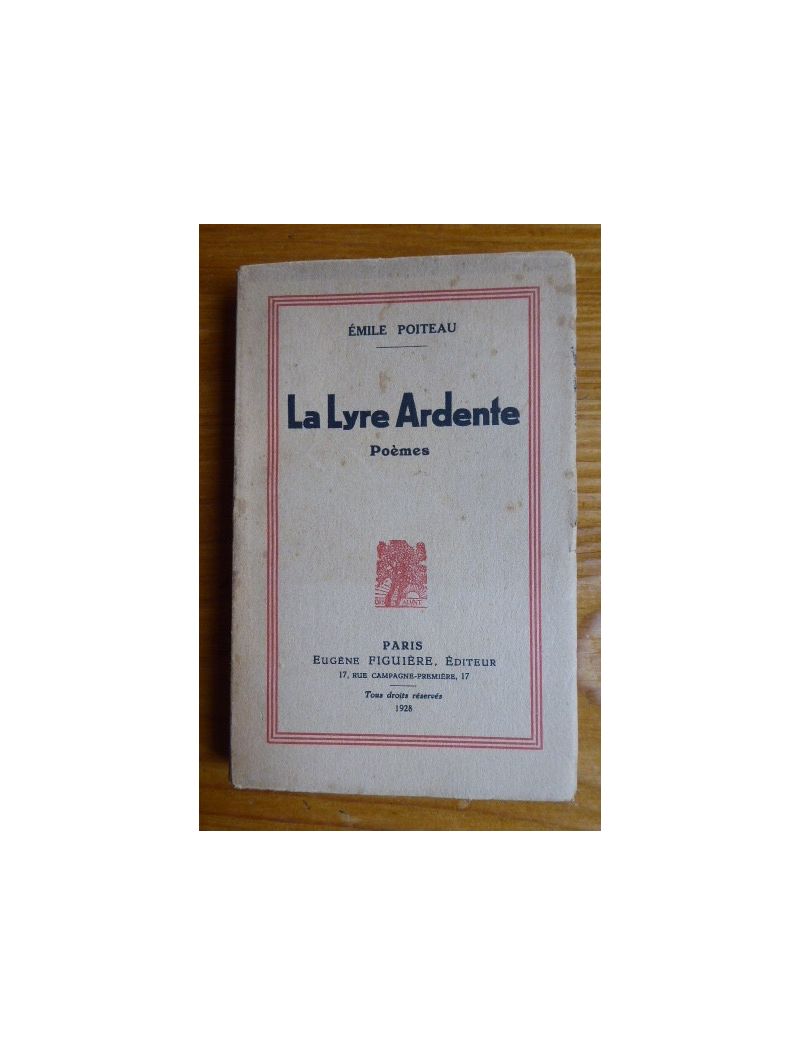 ÉMILE POITEAU
La Lyre Ardente
Poèmes
PARIS
EUGÈNE FIGUIÈRE, ÉDITEUR
17, RUE CAMPAGNE-PREMIÈRE, 17
Tous droits réservés
1928